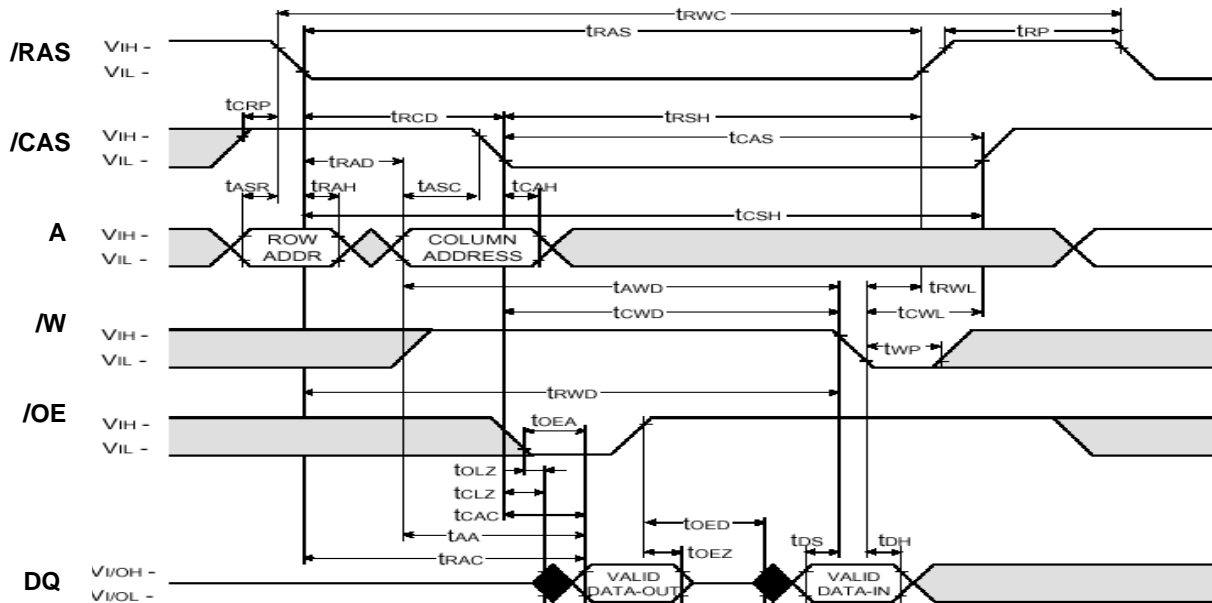 tRWC
tRAS
tRP
/RAS
VIH -
VIL -
tCRP
tRCD
tRSH
/CAS
VIH -
VIL -
tCAS
tRAD
tASR
tRAH
tASC
tCAH
tCSH
A
VIH -
VIL -
ROW
ADDR
COLUMN
ADDRESS
tAWD
tRWL
tCWD
tCWL
/W
VIH -
VIL -
tWP
tRWD
/OE
VIH -
VIL -
tOEA
tOLZ
tCLZ
tCAC
tOED
tAA
tDS
tDH
tOEZ
tRAC
DQ
VI/OH -
VI/OL -
VALID
DATA-OUT
VALID
DATA-IN